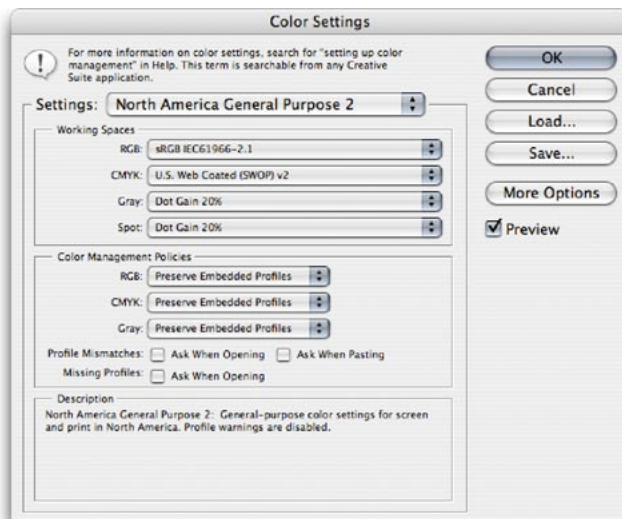 Color Settings
For more information on color settings, search for "setting up color
management" in Help. This term is searchable from any Creative
Suite application.
Settings: North America General Purpose 2
Working Spaces
RGB: sRGB IEC61966-2.1
CMYK: U.S. Web Coated (SWOP) v2
Gray: Dot Gain 20%
Spot: Dot Gain 20%
Color Management Policies
RGB: Preserve Embedded Profiles
CMYK: Preserve Embedded Profiles
Gray: Preserve Embedded Profiles
Profile Mismatches: Ask When Opening Ask When Pasting
Missing Profiles: Ask When Opening
Description
North America General Purpose 2: General-purpose color settings for screen
and print in North America. Profile warnings are disabled.
OK
Cancel
Load...
Save...
More Options
Preview